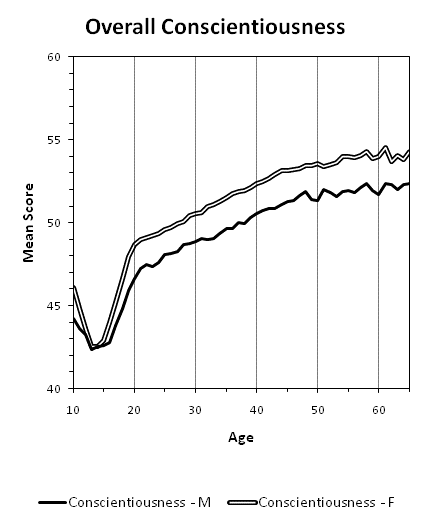 Overall Conscientiousness
60
55
50
45
40
Mean Score
10 20 30 40 50 60
Age
Conscientiousness - M Conscientiousness - F